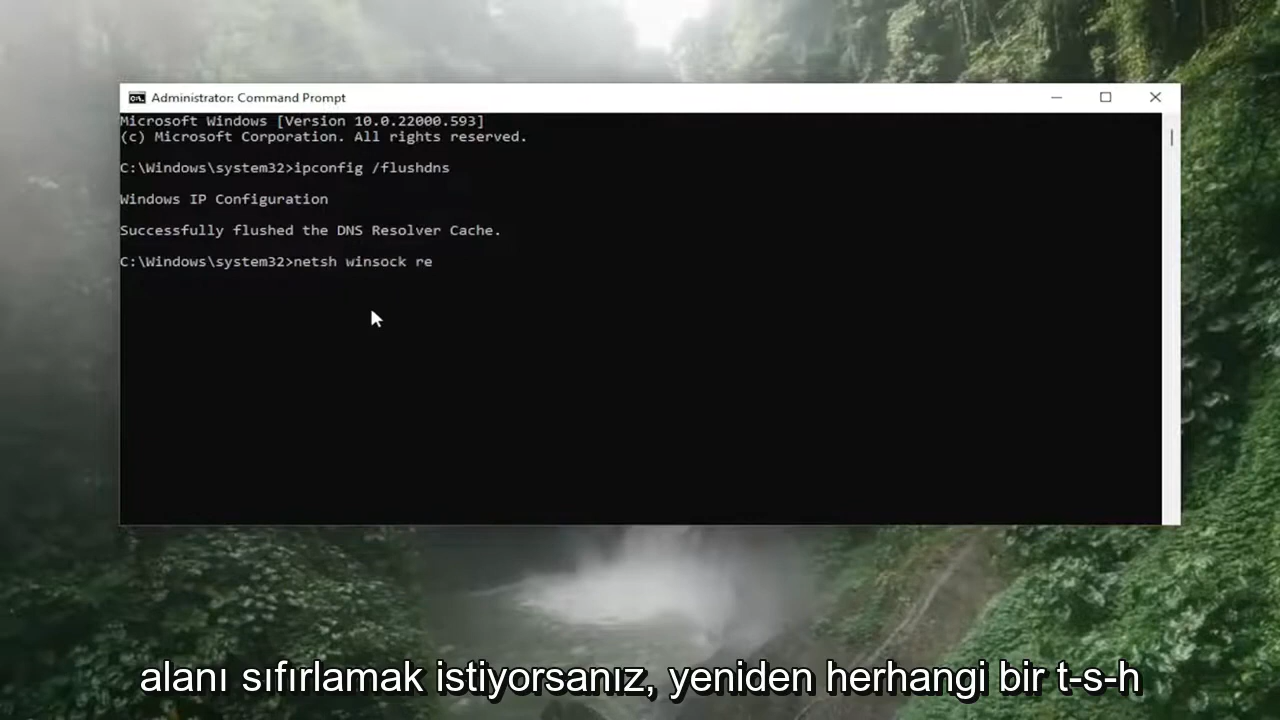 Administrator: Command Prompt
Microsoft Windows [Version 10.0.22000.593]
(c) Microsoft Corporation. All rights reserved.
C:\Windows\system32>ipconfig /flushdns
Windows IP Configuration
Successfully flushed the DNS Resolver Cache.
C:\Windows\system32>netsh winsock re
alanı sıfırlamak istiyorsanız, yeniden herhangi bir t-s-h